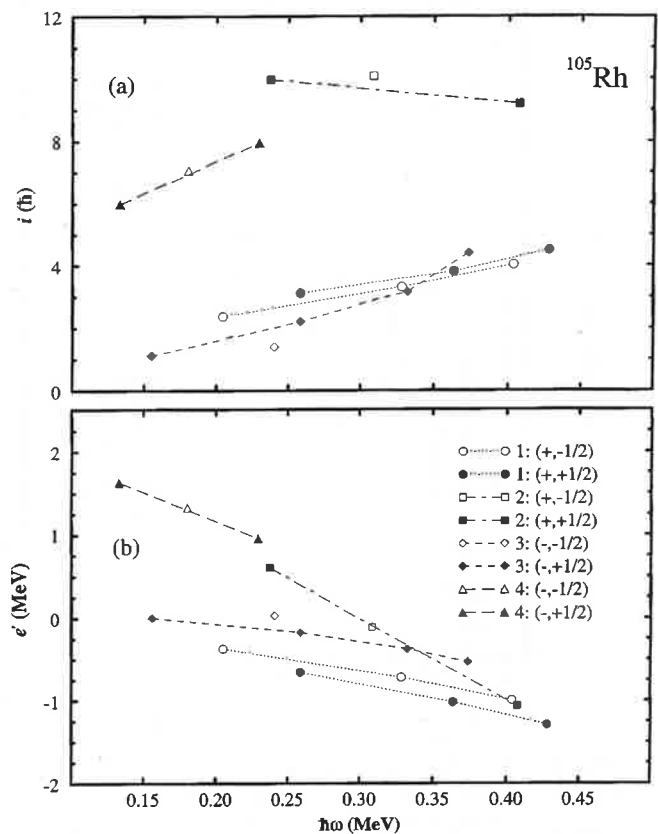 12
(a)
¹⁰⁵Rh
8
i (ħ)
4
0
2
1: (+,-1/2)
1: (+,+1/2)
2: (+,-1/2)
1
2: (+,+1/2)
(b)
3: (-,-1/2)
3: (-,+1/2)
e' (MeV)
4: (-,-1/2)
0
4: (-,+1/2)
-1
-2
0.15 0.20 0.25 0.30 0.35 0.40 0.45
ħω (MeV)